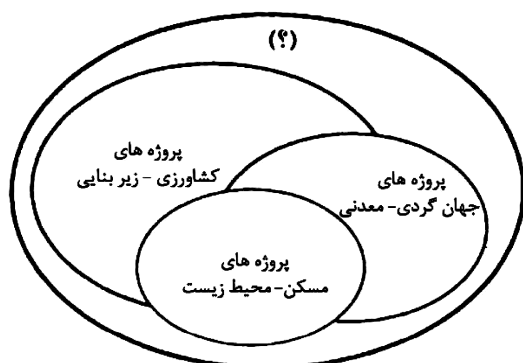 (؟)
پروژه های
کشاورزی - زیر بنایی
پروژه های
جهان گردی- معدنی
پروژه های
مسکن- محیط زیست